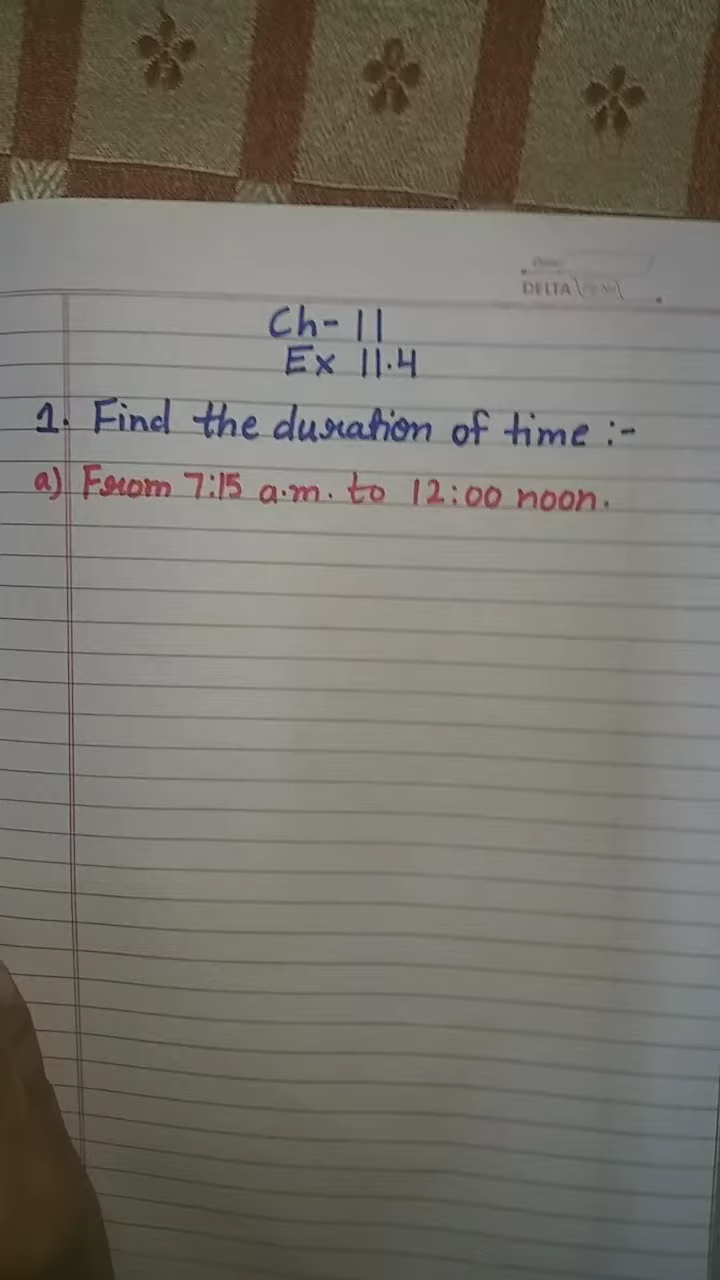 DELTA
Ch-11
Ex 11.4
1. Find the duration of time :-
a) From 7:15 a.m. to 12:00 noon.